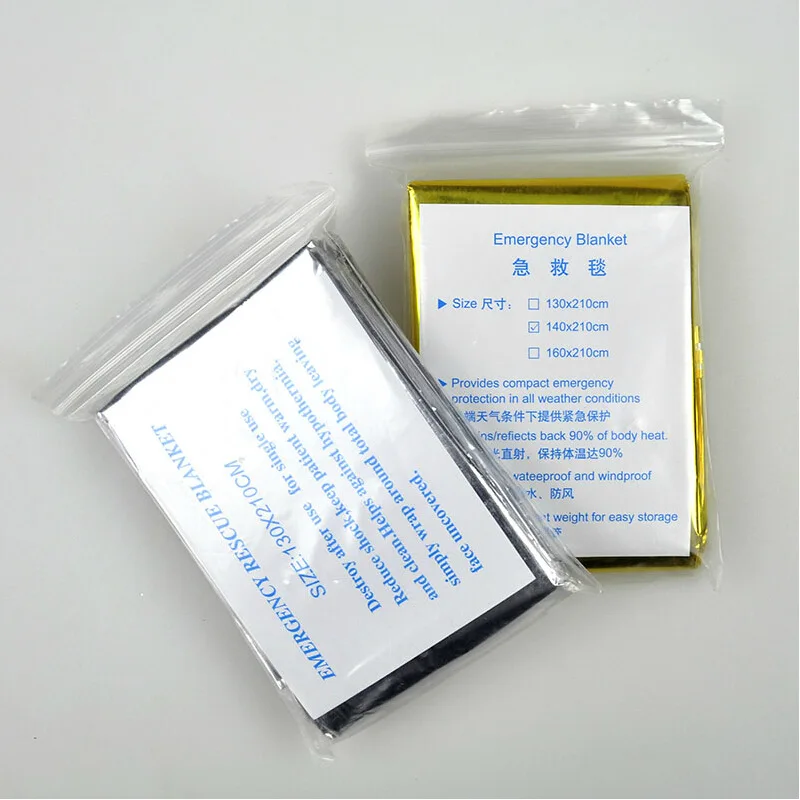 EMERGENCY RESCUE BLANKET
SIZE:130X210CM
Destroy after use for single use
Reduce shock,keep patient warm,dry
and clean.Helps against hypothermia,
simply wrap around total body leaving
face uncovered.
Emergency Blanket
急救毯
▶ Size 尺寸: ☐ 130x210cm
☑ 140x210cm
☐ 160x210cm
Provides compact emergency
protection in all weather conditions
端天气条件下提供紧急保护
/reflects back 90% of body heat.
直射，保持体温达90%
wateeproof and windproof
水、防风
weight for easy storage